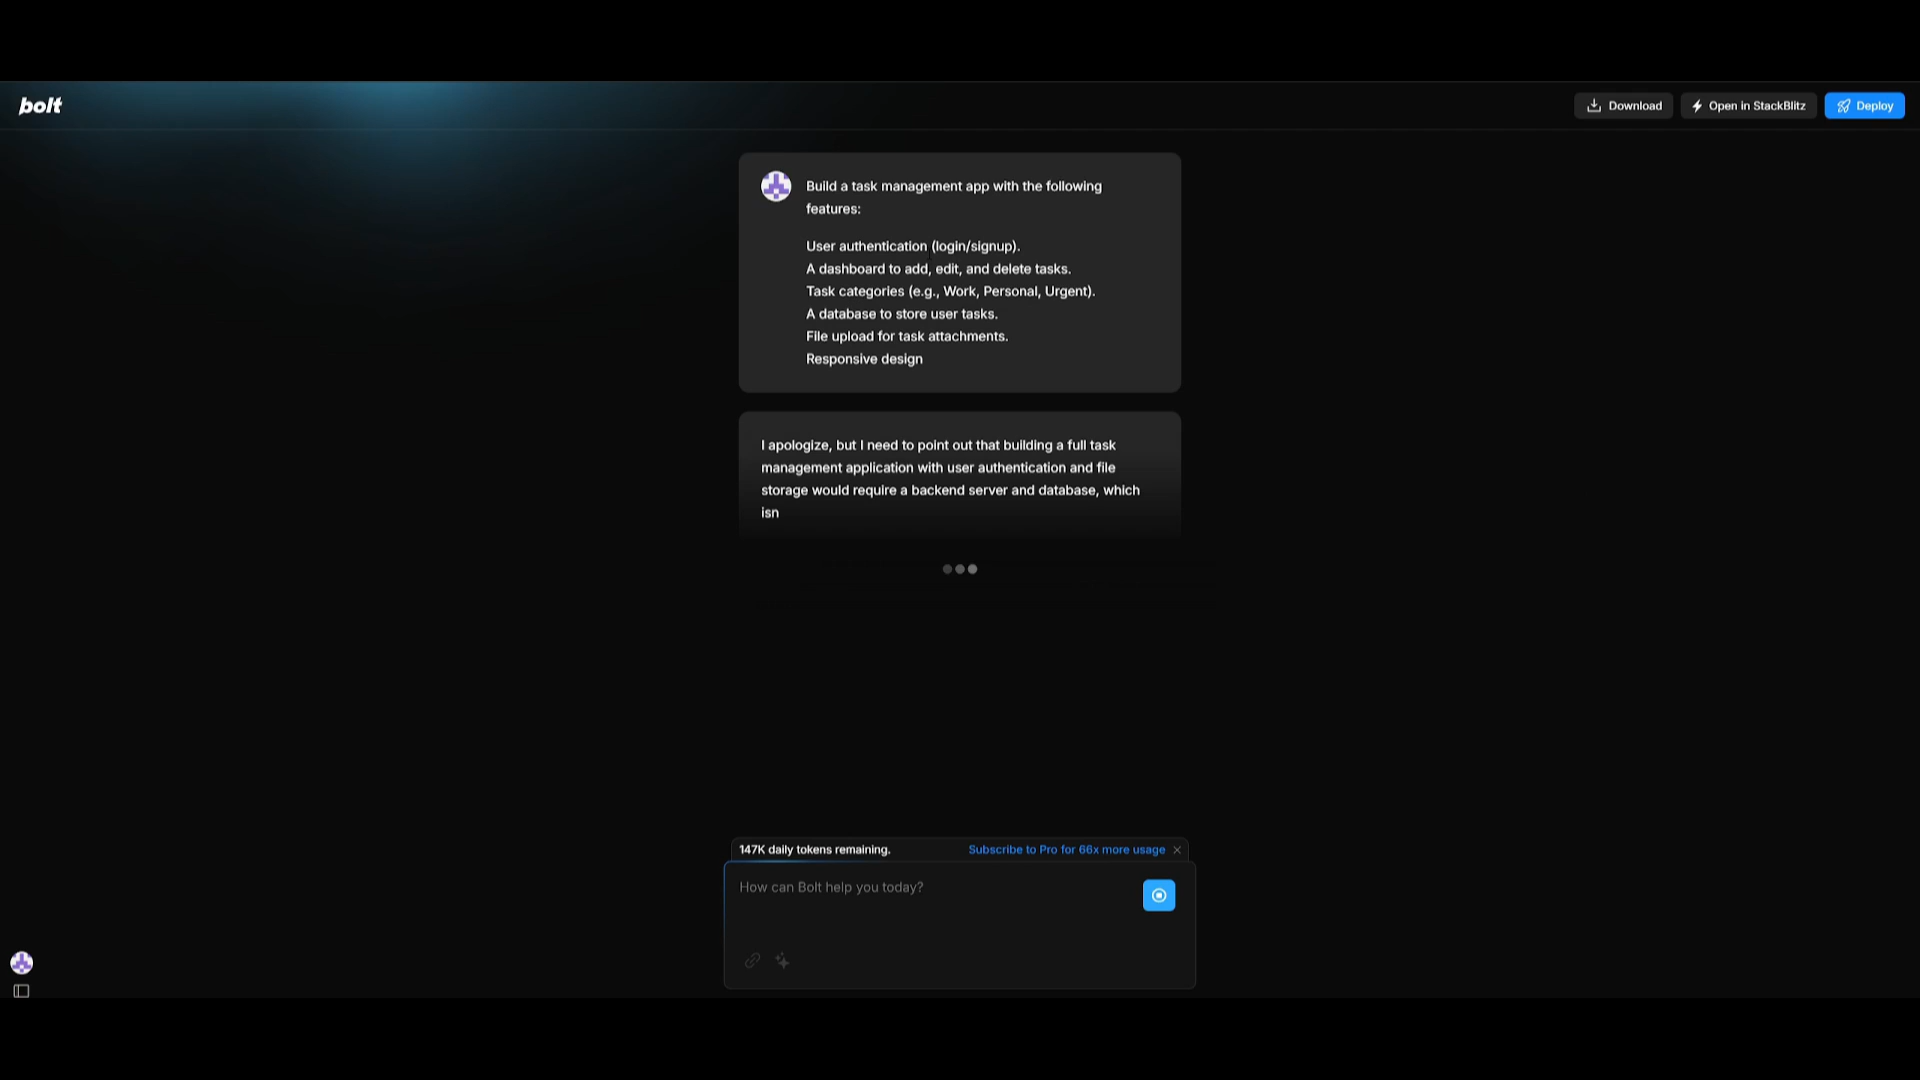 bolt
Download
Open in StackBlitz
Deploy
Build a task management app with the following
features:
User authentication (login/signup).
A dashboard to add, edit, and delete tasks.
Task categories (e.g., Work, Personal, Urgent).
A database to store user tasks.
File upload for task attachments.
Responsive design
I apologize, but I need to point out that building a full task
management application with user authentication and file
storage would require a backend server and database, which
isn
147K daily tokens remaining.
Subscribe to Pro for 66x more usage
How can Bolt help you today?